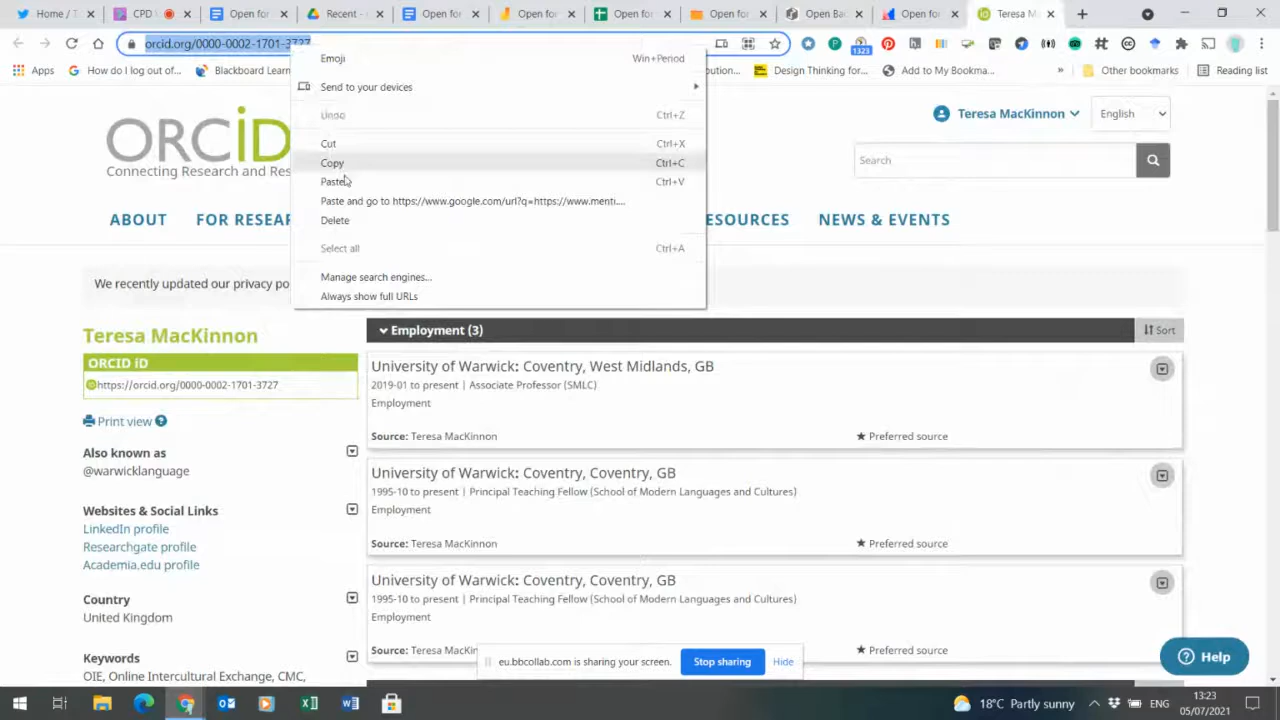 Home / T
CPD I
Open for
Recent -
Open for
Open for
Open for
Open for
Open Bac
Open for
Teresa M
orcid.org/0000-0002-1701-3727
1323
Apps
How do I log out of...
Blackboard Learn
bution...
Design Thinking for...
Add to My Bookma...
»
Other bookmarks
Reading list
Emoji
Win+Period
Send to your devices
Undo
Ctrl+Z
Cut
Ctrl+X
Copy
Ctrl+C
Paste
Ctrl+V
Paste and go to https://www.google.com/url?q=https://www.menti....
Delete
Select all
Ctrl+A
Manage search engines...
Always show full URLs
ORCiD
Connecting Research and Res
Teresa MacKinnon
English
Search
ABOUT
FOR RESEAR
ESOURCES
NEWS & EVENTS
We recently updated our privacy po
Teresa MacKinnon
ORCID iD
iD https://orcid.org/0000-0002-1701-3727
Print view ?
Also known as
@warwicklanguage
Websites & Social Links
LinkedIn profile
Researchgate profile
Academia.edu profile
Country
United Kingdom
Keywords
OIE, Online Intercultural Exchange, CMC,
Employment (3)
Sort
University of Warwick: Coventry, West Midlands, GB
2019-01 to present | Associate Professor (SMLC)
Employment
Source: Teresa MacKinnon
★ Preferred source
University of Warwick: Coventry, Coventry, GB
1995-10 to present | Principal Teaching Fellow (School of Modern Languages and Cultures)
Employment
Source: Teresa MacKinnon
★ Preferred source
University of Warwick: Coventry, Coventry, GB
1995-10 to present | Principal Teaching Fellow (School of Modern Languages and Cultures)
Employment
Source: Teresa MacKin
★ Preferred source
eu.bbcollab.com is sharing your screen.
Stop sharing
Hide
? Help
18°C Partly sunny
ENG
13:23
05/07/2021